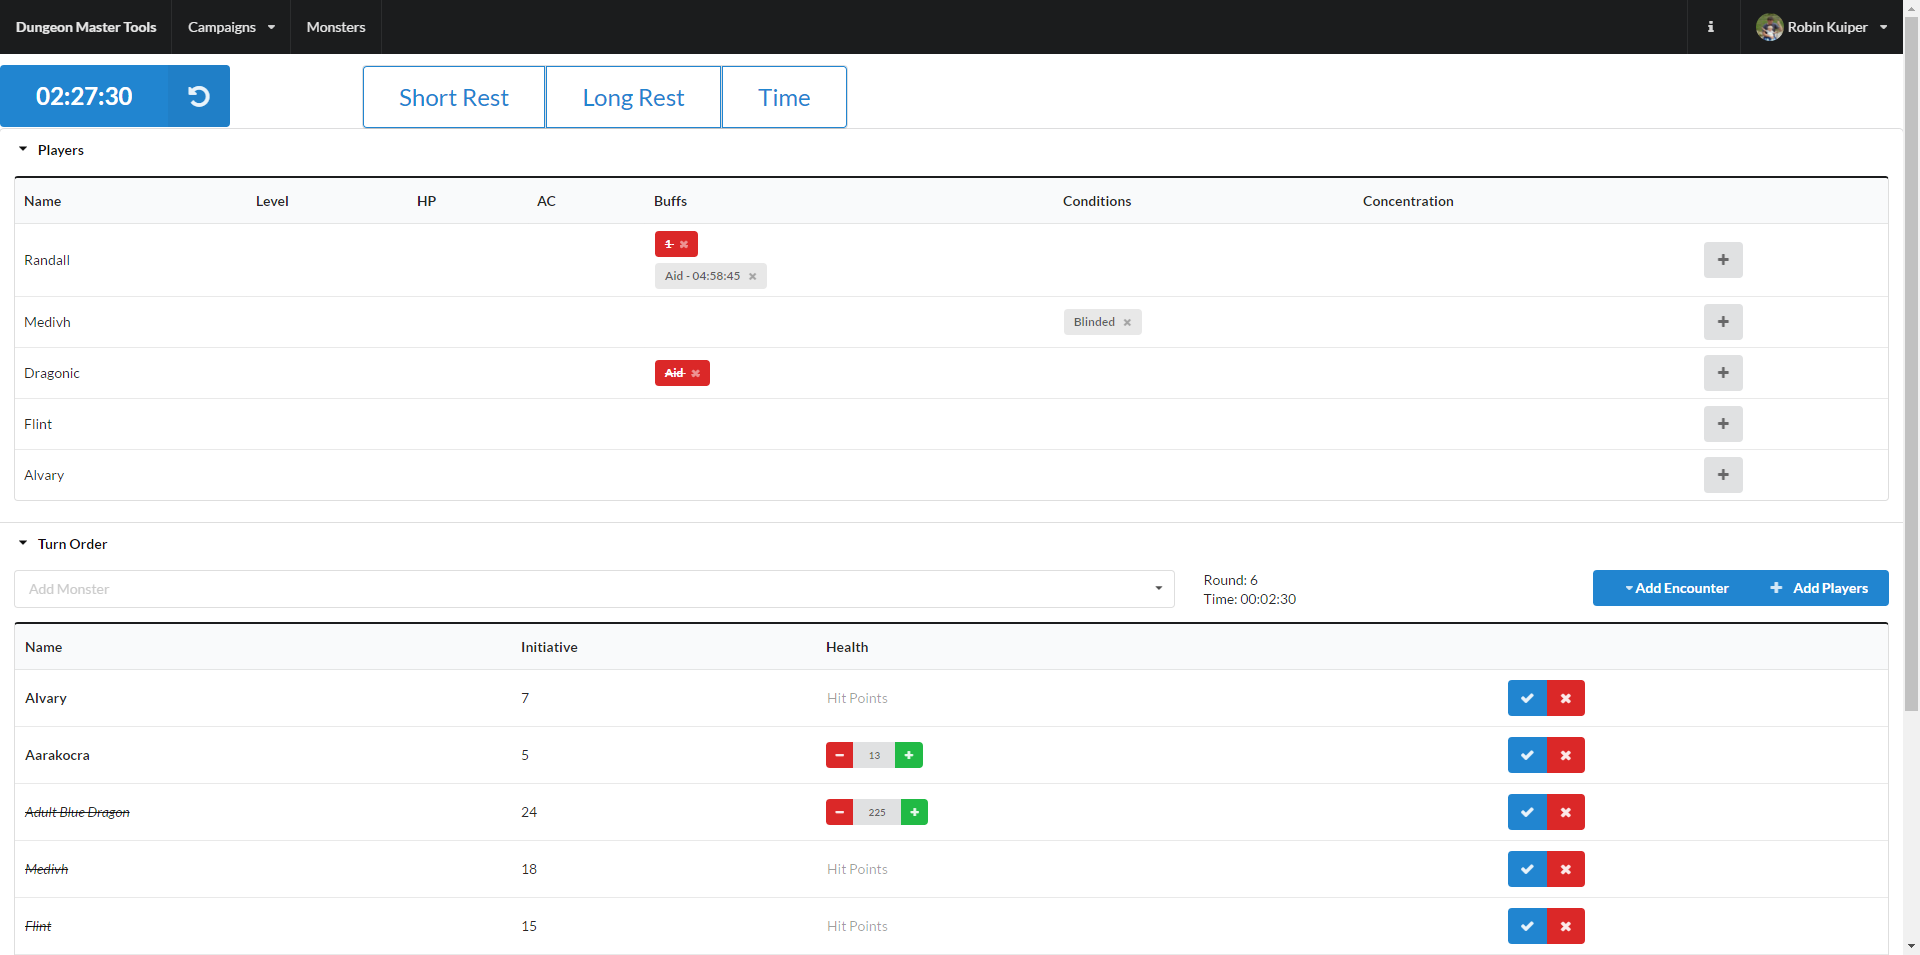 Dungeon Master Tools Campaigns Monsters Robin Kuiper
02:27:30 Short Rest Long Rest Time
Players
Name Level HP AC Buffs Conditions Concentration
Randall 1
Aid - 04:58:45
Medivh Blinded
Dragonic Aid
Flint
Alvary
Turn Order
Add Monster Round: 6 Add Encounter Add Players
Time: 00:02:30
Name Initiative Health
Alvary 7 Hit Points
Aarakocra 5 13
Adult Blue Dragon 24 225
Medivh 18 Hit Points
Flint 15 Hit Points